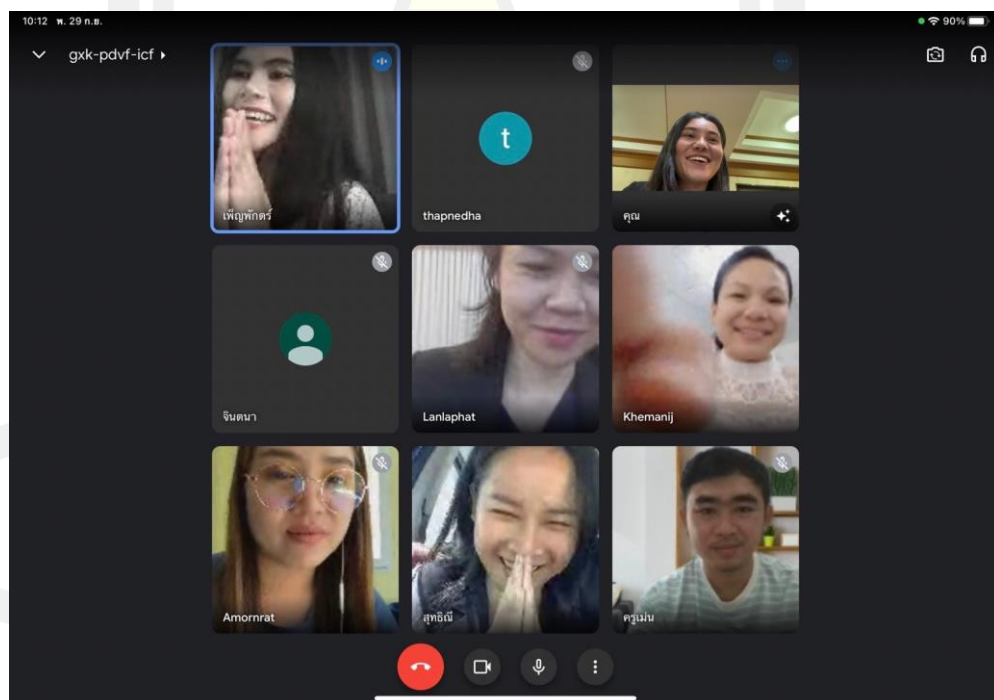 10:12 พ. 29 ก.ย.
90%
gxk-pdvf-icf
เพ็ญพักตร์
t
thapnedha
คุณ
จินตนา
Lanlaphat
Khemanij
Amornrat
สุทธิณี
ครูเม่น